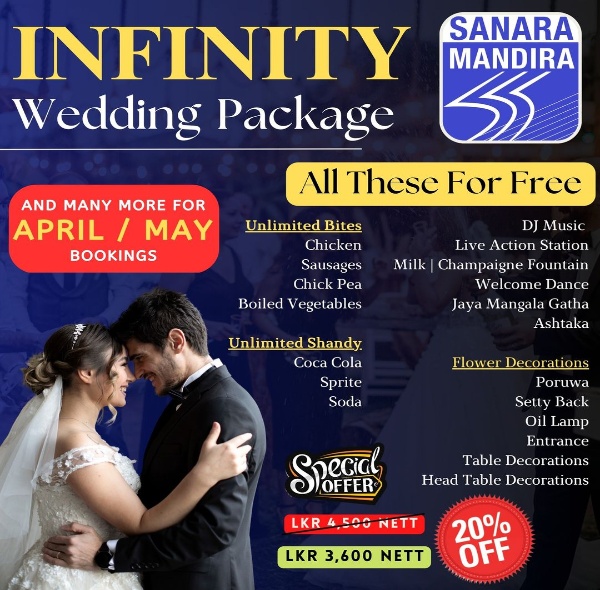 INFINITY
Wedding Package
SANARA
MANDIRA
All These For Free
AND MANY MORE FOR
APRIL / MAY
BOOKINGS
Unlimited Bites
Chicken
Sausages
Chick Pea
Boiled Vegetables
Unlimited Shandy
Coca Cola
Sprite
Soda
DJ Music
Live Action Station
Milk | Champaigne Fountain
Welcome Dance
Jaya Mangala Gatha
Ashtaka
Flower Decorations
Poruwa
Setty Back
Oil Lamp
Entrance
Table Decorations
Head Table Decorations
Special
OFFER
LKR 4,500 NETT
LKR 3,600 NETT
20%
OFF